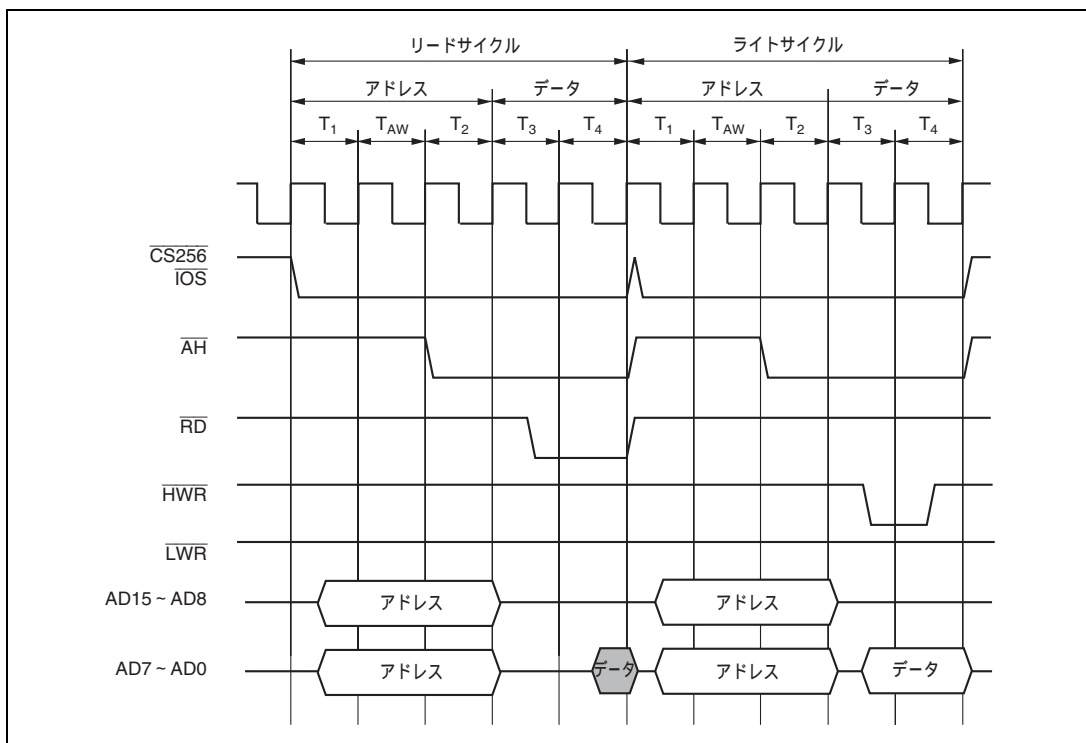 リードサイクル ライトサイクル
アドレス データ アドレス データ
T1 TAW T2 T3 T4 T1 TAW T2 T3 T4
CS256
IOS
AH
RD
HWR
LWR
AD15 ~ AD8 アドレス アドレス
AD7 ~ AD0 アドレス データ アドレス データ